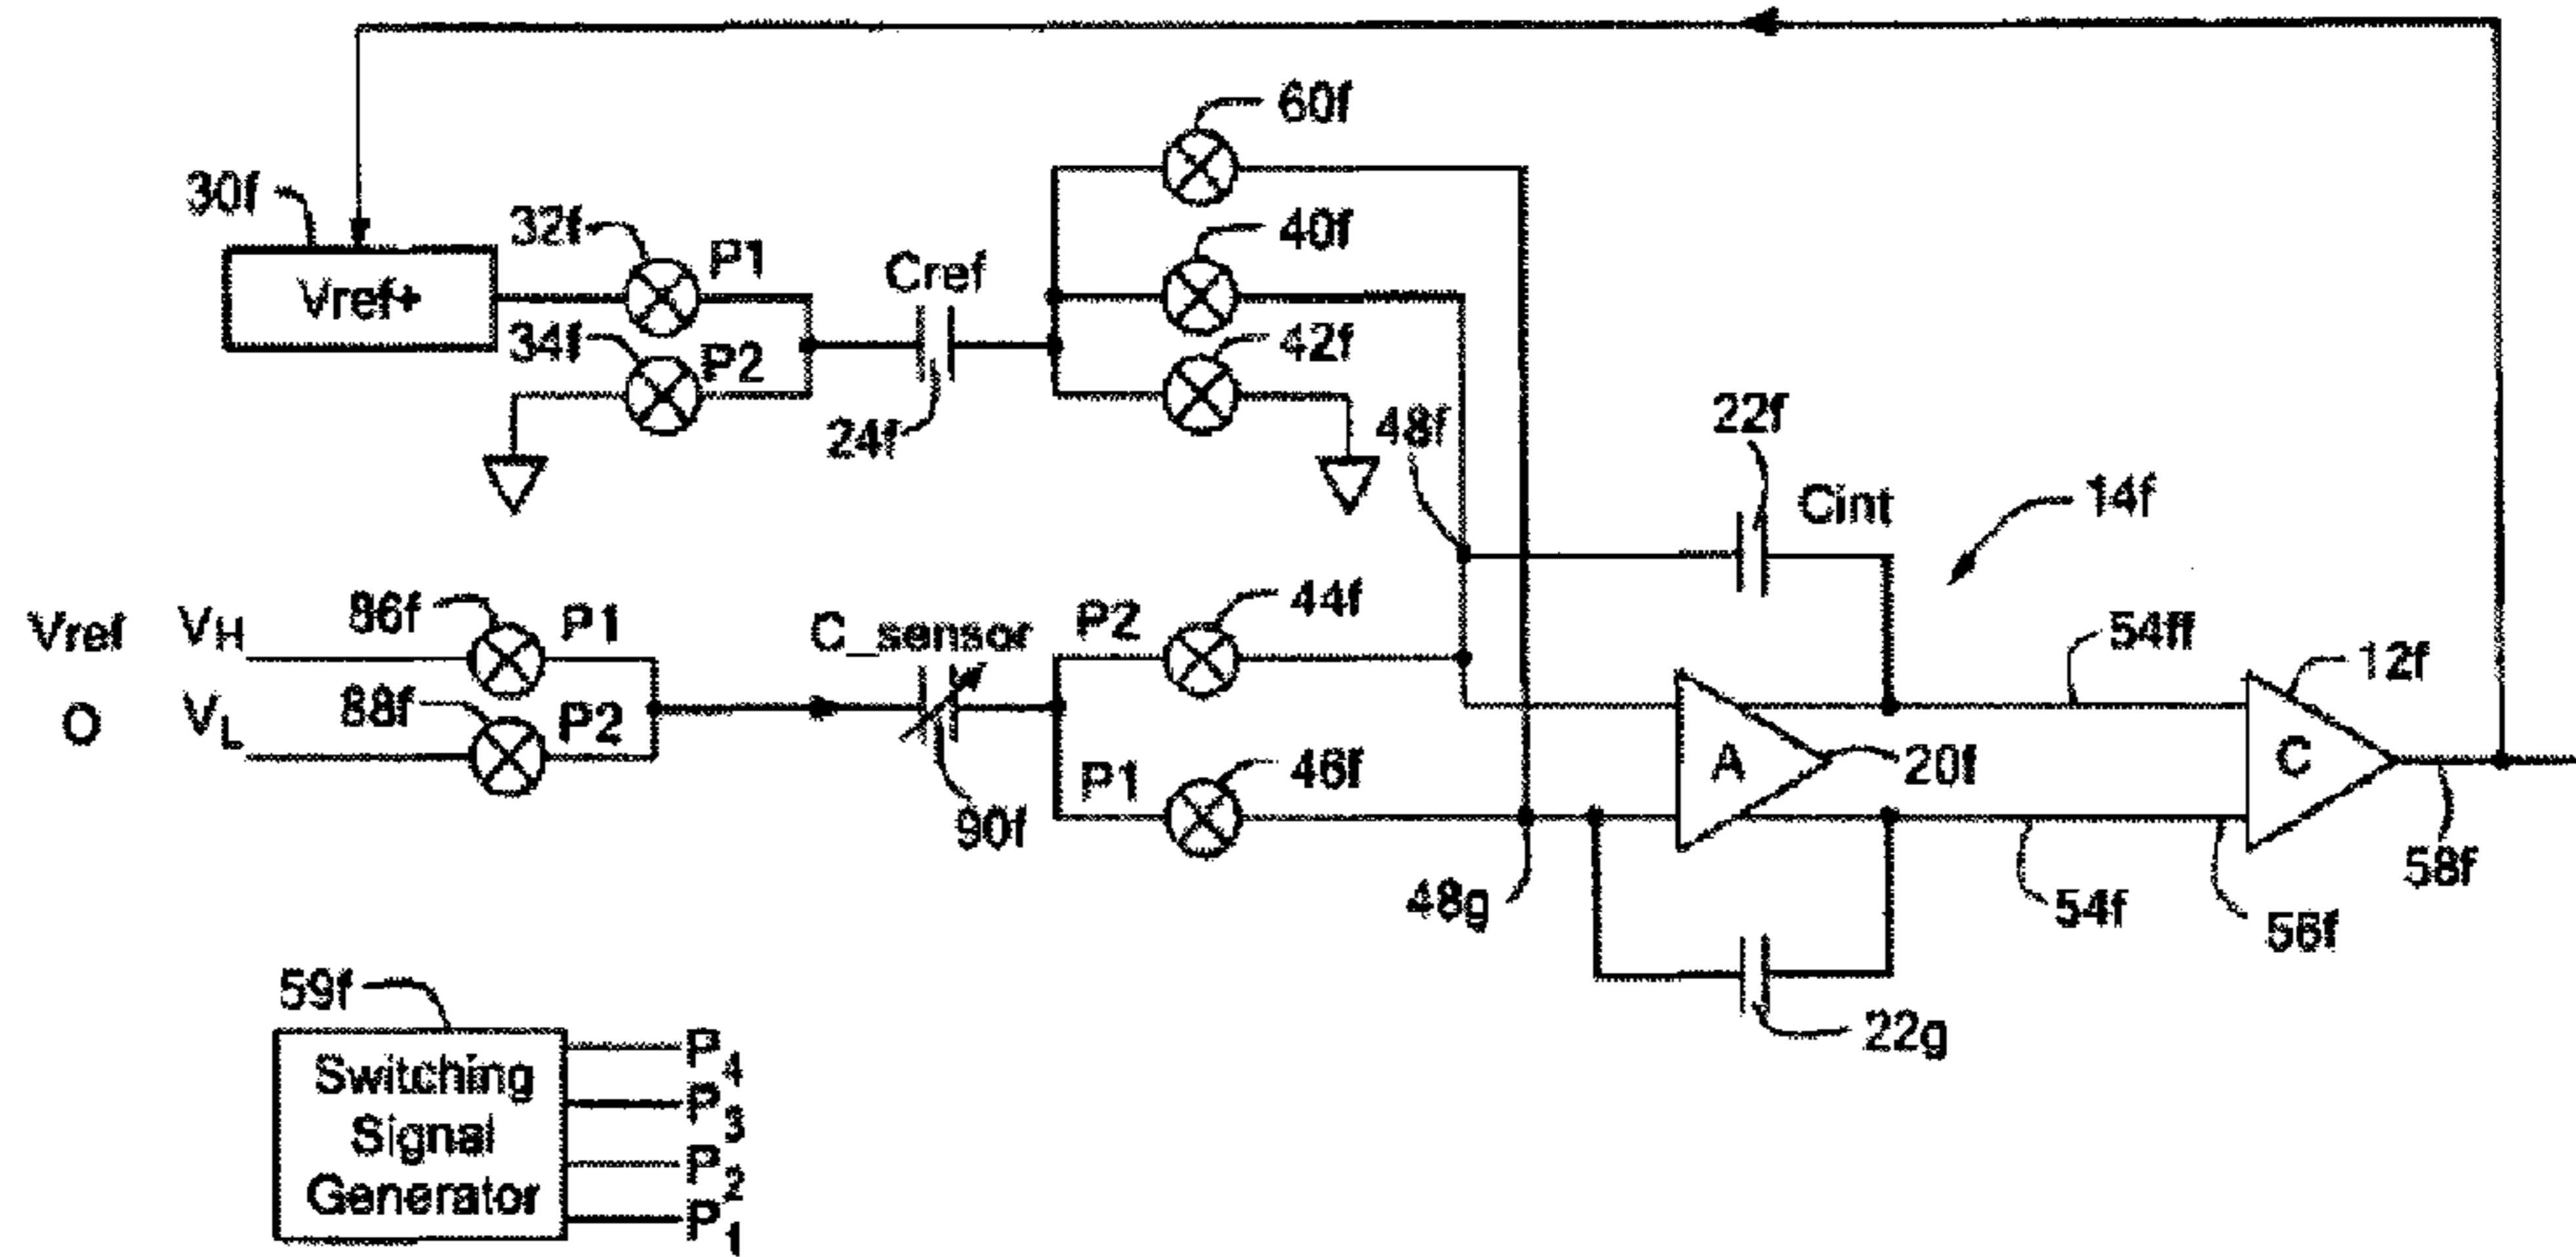 60f
30f
32f
P1
Cref
40f
Vref+
34f
P2
42f
24f
48f
22f
Cint
14f
Vref
VH
86f
P1
C_sensor
P2
44f
54ff
12f
O
VL
88f
P2
90f
P1
46f
A
20f
C
58f
48g
54f
56f
59f
22g
Switching
Signal
Generator
P4
P3
P2
P1